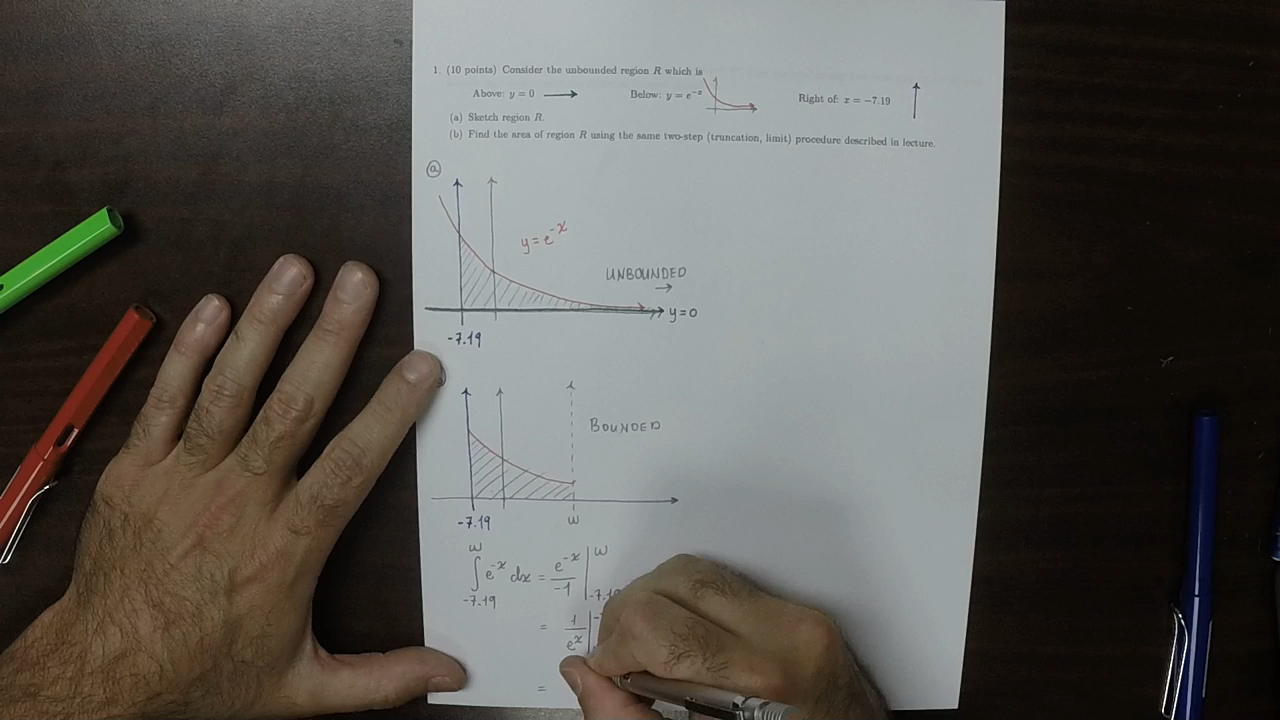 1. (10 points) Consider the unbounded region R which is
Above: y = 0 Below: y = e^{-x} Right of: x = −7.19
(a) Sketch region R.
(b) Find the area of region R using the same two-step (truncation, limit) procedure described in lecture.
(a)
y = e^{-x}
UNBOUNDED
→ y=0
-7.19
BOUNDED
-7.19 w
∫_{-7.19}^{w} e^{-x} dx = e^{-x}/-1 |_{-7.19}^{w}
= 1/e^x |
=